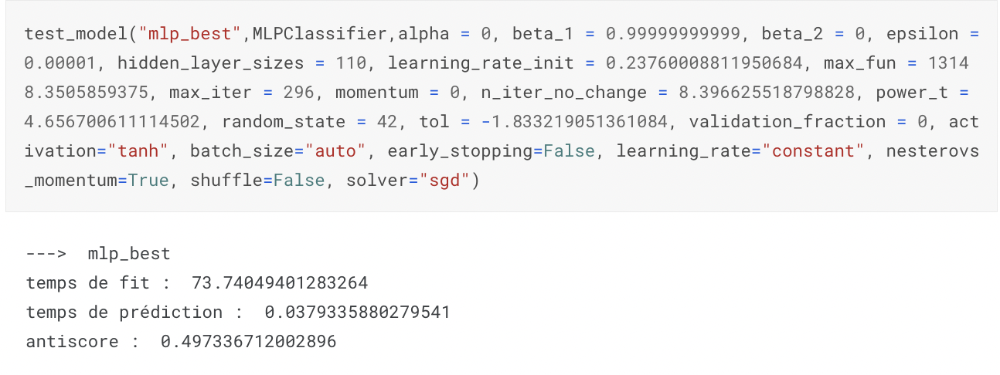 test_model("mlp_best",MLPClassifier,alpha = 0, beta_1 = 0.99999999999, beta_2 = 0, epsilon =
0.00001, hidden_layer_sizes = 110, learning_rate_init = 0.23760008811950684, max_fun = 1314
8.3505859375, max_iter = 296, momentum = 0, n_iter_no_change = 8.396625518798828, power_t =
4.656700611114502, random_state = 42, tol = -1.833219051361084, validation_fraction = 0, act
ivation="tanh", batch_size="auto", early_stopping=False, learning_rate="constant", nesterovs
_momentum=True, shuffle=False, solver="sgd")
---> mlp_best
temps de fit : 73.74049401283264
temps de prédiction : 0.0379335880279541
antiscore : 0.497336712002896